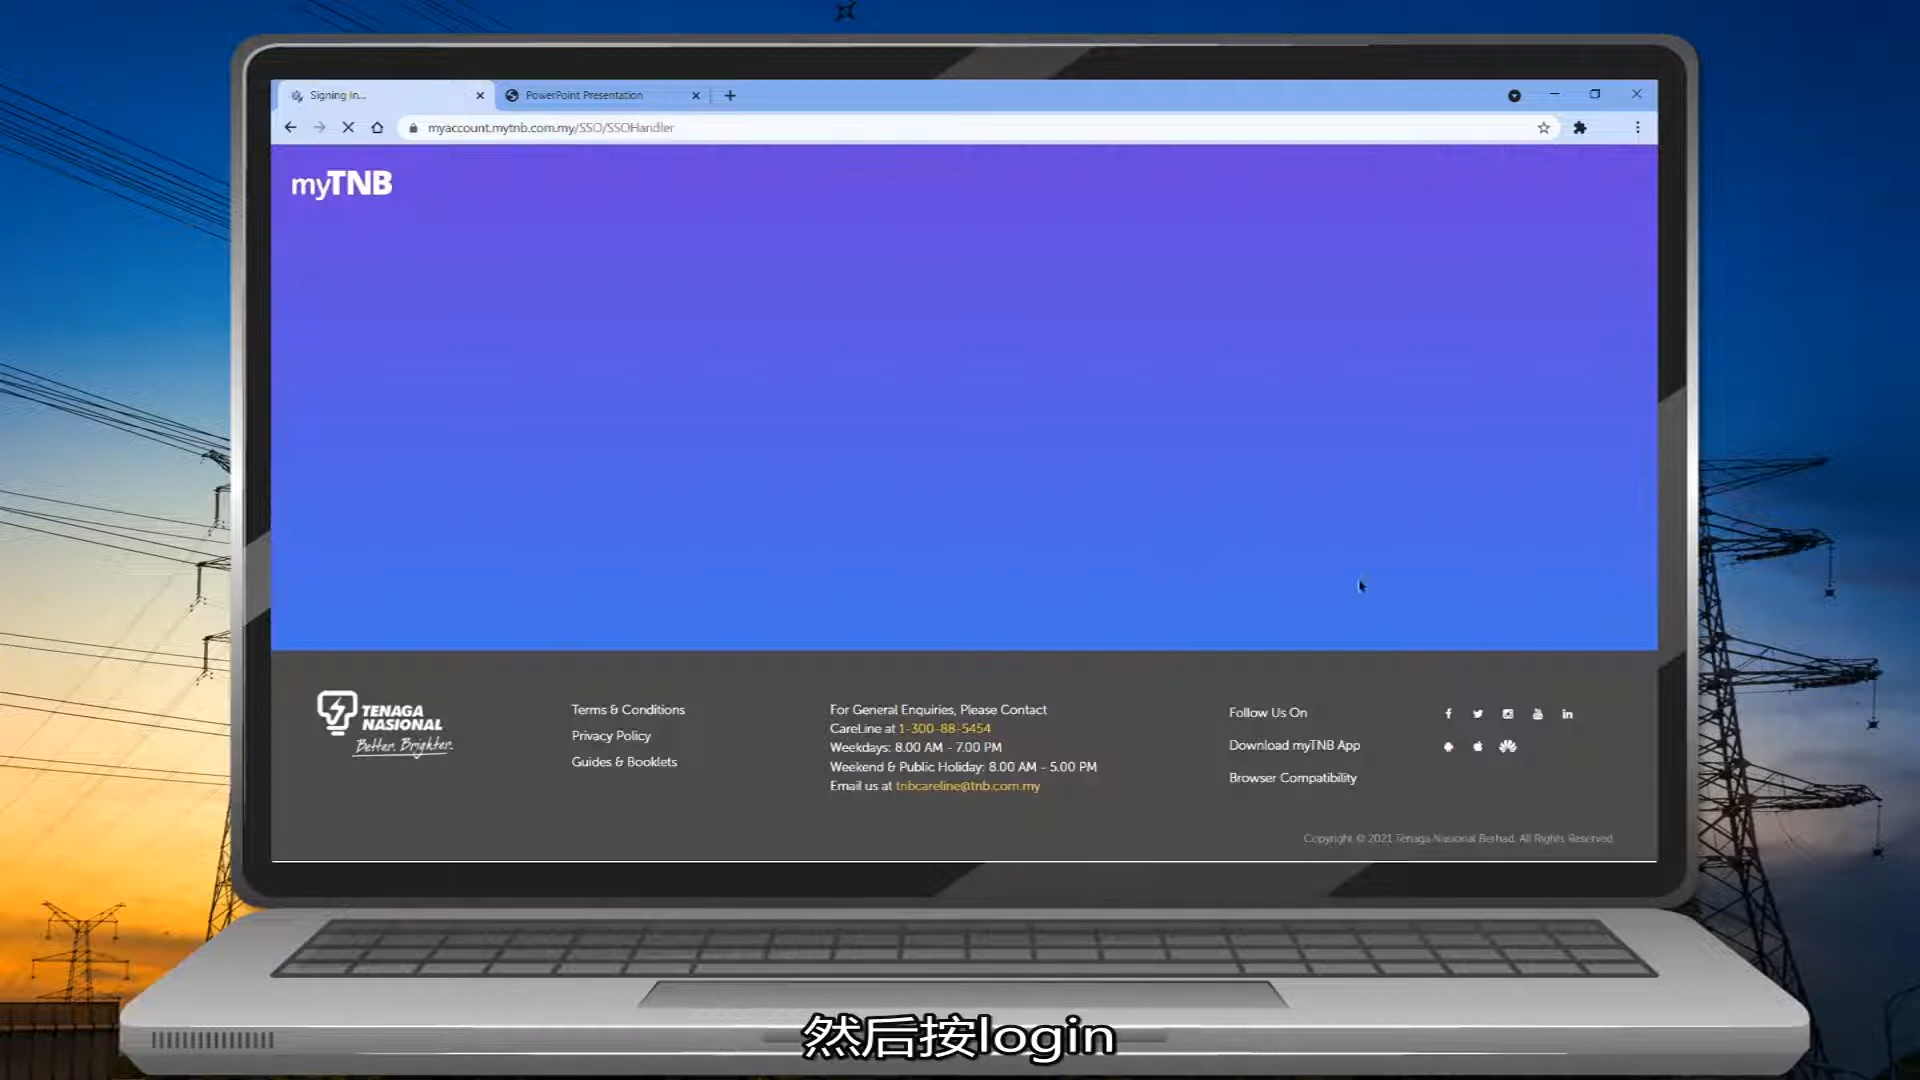 Signing In...
PowerPoint Presentation
myaccount.mytnb.com.my/SSO/SSOHandler
myTNB
TENAGA
NASIONAL
Better. Brighter.
Terms & Conditions
Privacy Policy
Guides & Booklets
For General Enquiries, Please Contact
CareLine at 1-300-88-5454
Weekdays: 8.00 AM - 7.00 PM
Weekend & Public Holiday: 8.00 AM - 5.00 PM
Email us at tnbcareline@tnb.com.my
Follow Us On
Download myTNB App
Browser Compatibility
Copyright © 2021 Tenaga Nasional Berhad. All Rights Reserved.
然后按login